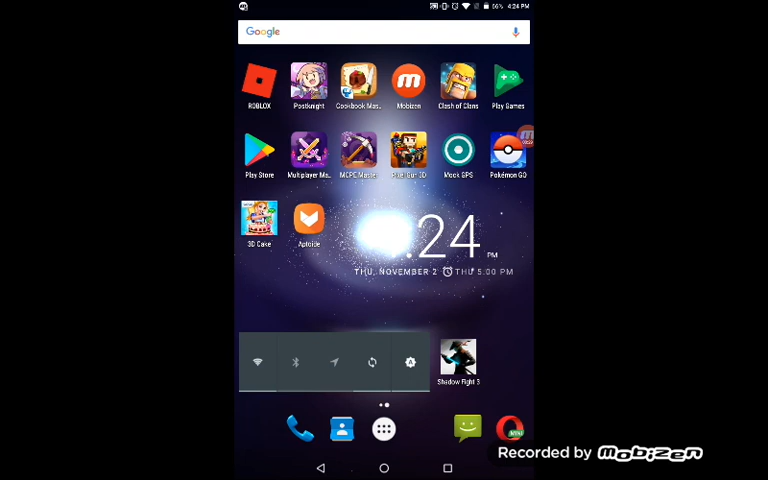 86% 4:24 PM
Google
ROBLOX Postknight Cookbook Mas.. Mobizen Clash of Clans Play Games
Play Store Multiplayer Ma.. MCPE Master Pixel Gun 3D Mock GPS Pokémon GO
3D Cake Aptoide
:24 PM
THU, NOVEMBER 2 THU 5:00 PM
Shadow Fight 3
Recorded by mobizen